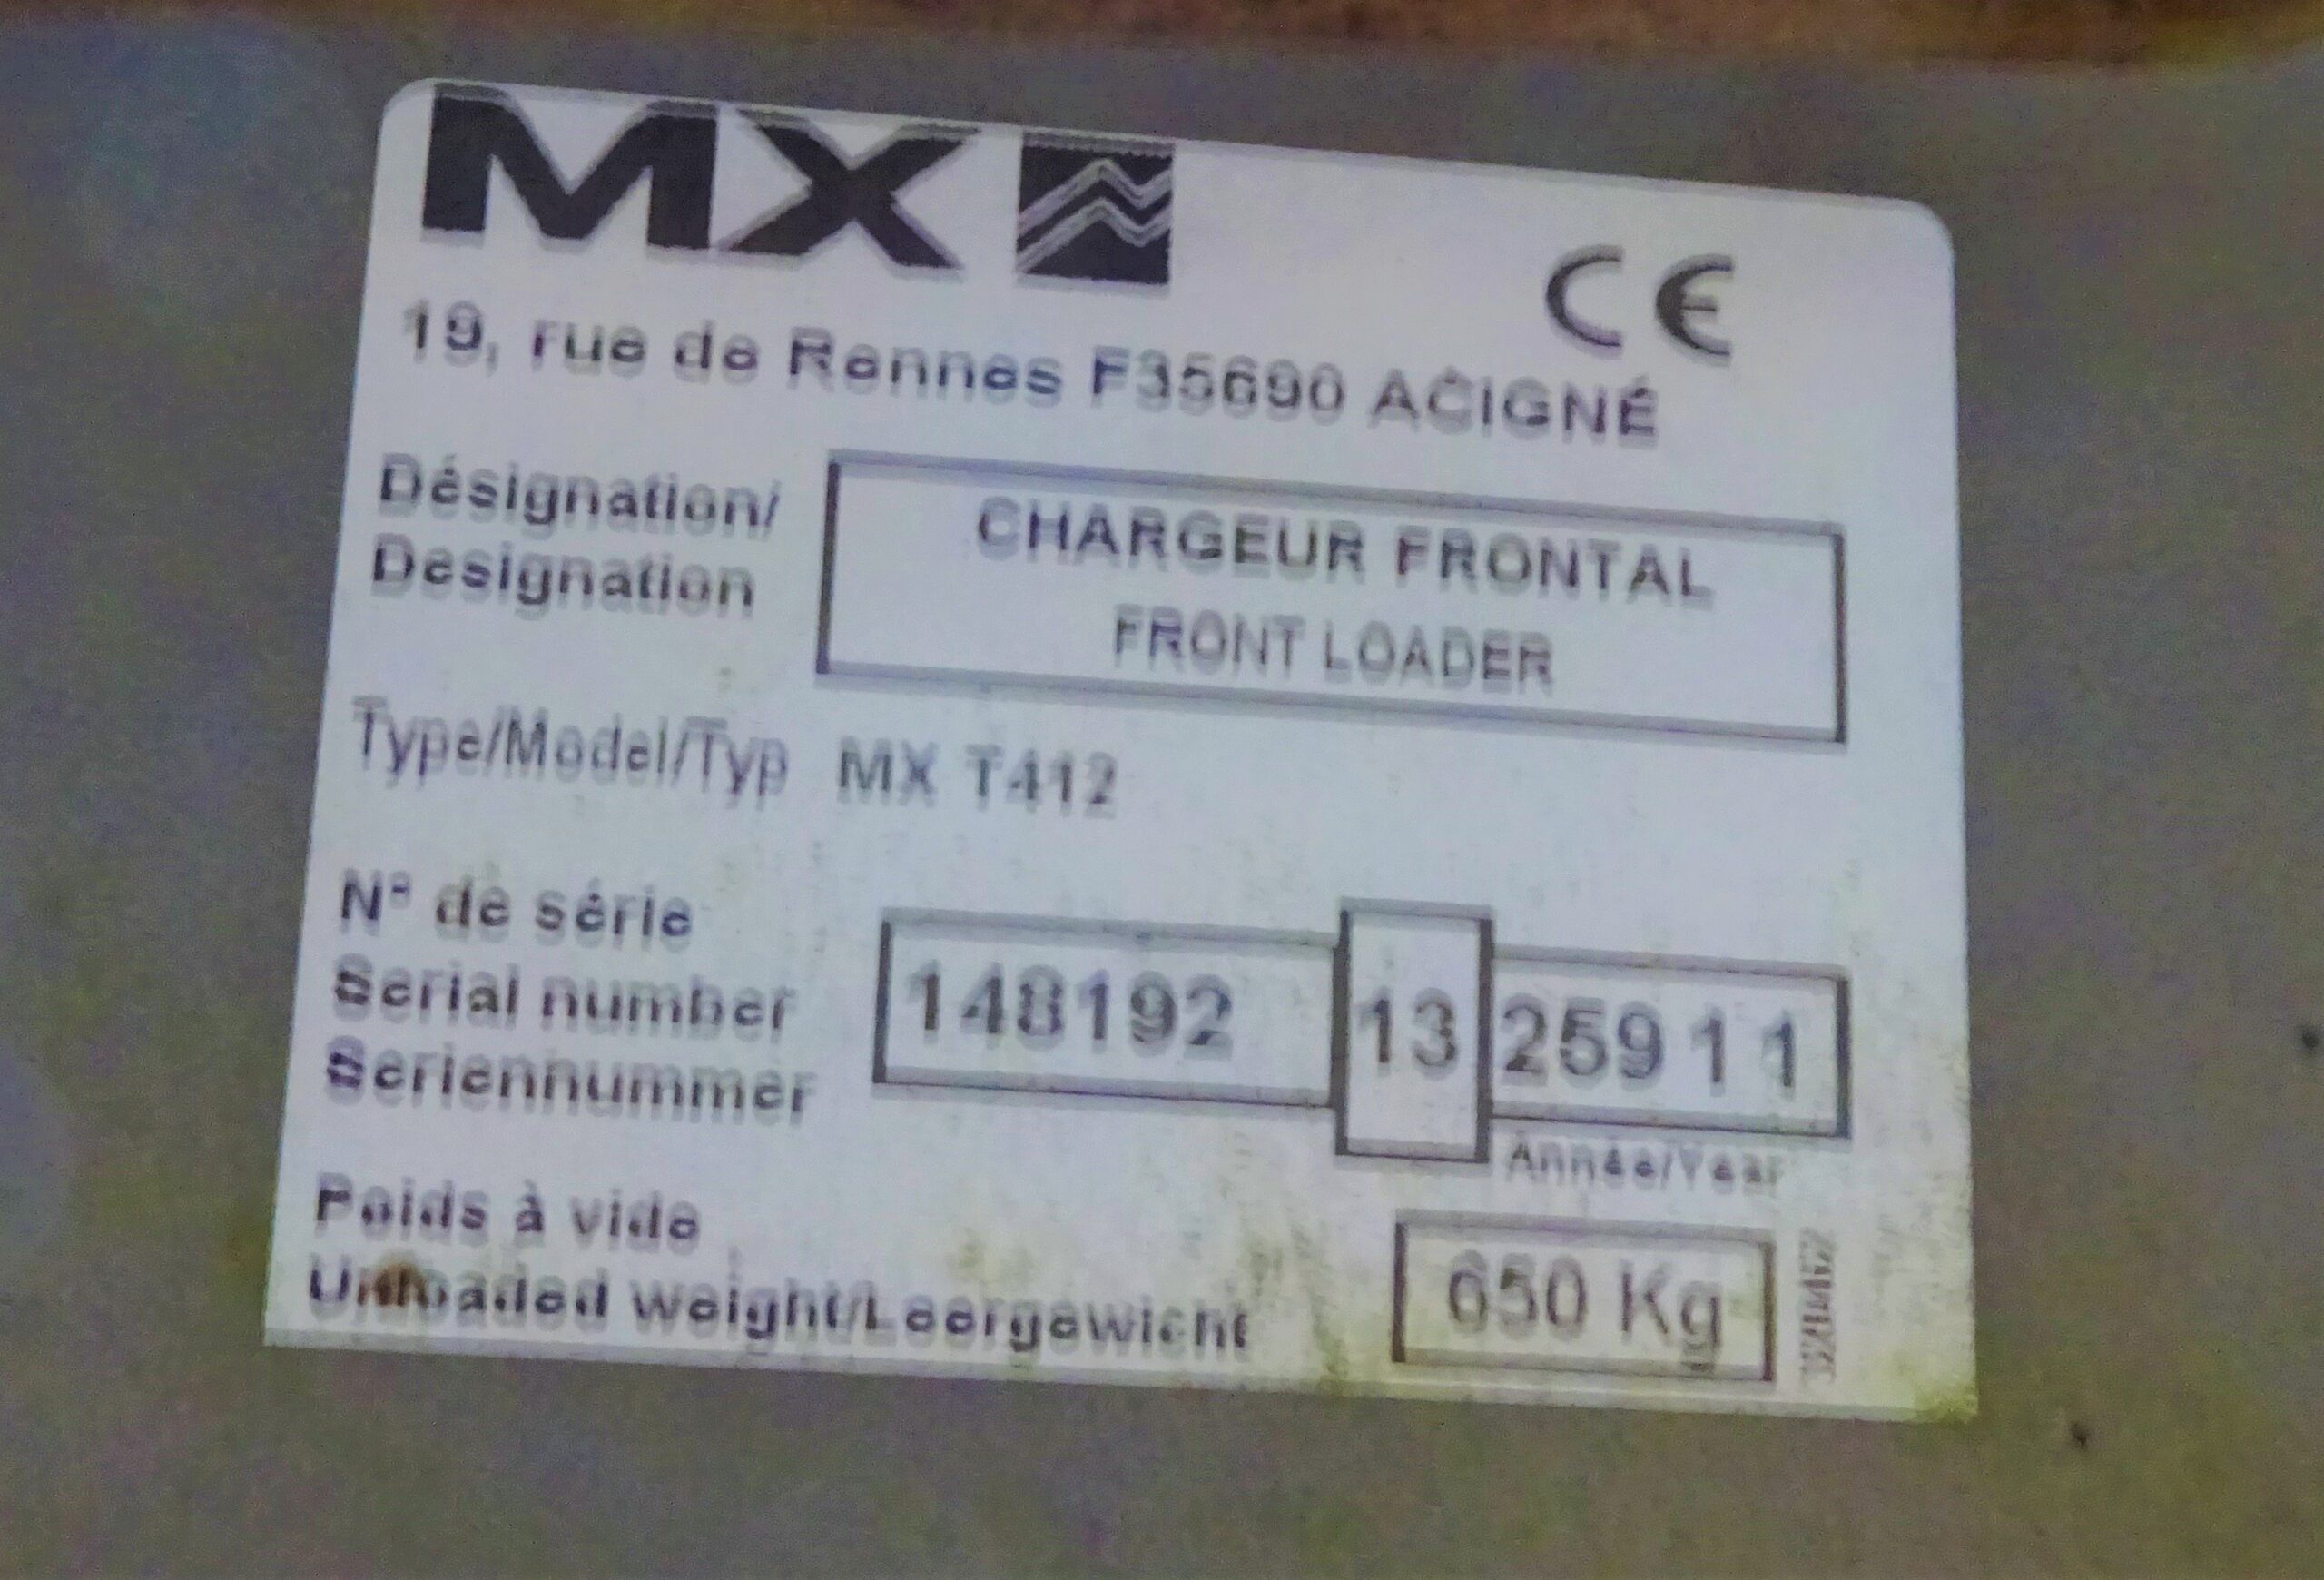 MX
CE
19, rue de Rennes F35690 ACIGNÉ
Désignation/
Designation
CHARGEUR FRONTAL
FRONT LOADER
Type/Model/Typ MX T412
N° de série
Serial number
Seriennummer
148192 13 25911
Année/Year
Poids à vide
Unloaded weight/Leergewicht
650 Kg